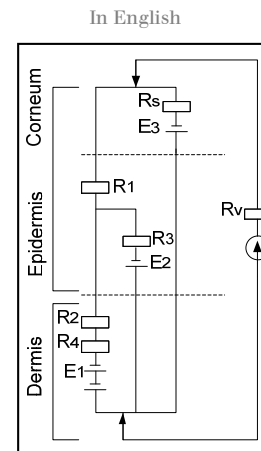 In English
Corneum
Rs
E3
R1
Rv
Epidermis
R3
E2
R2
R4
Dermis
E1